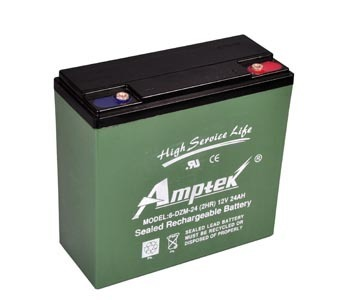 High Service Life
Amptek ®
MODEL:6-DZM-24 (2HR) 12V 24AH
Sealed Rechargeable Battery
SEALED LEAD BATTERY
MUST BE RECYCLED OR
DISPOSED OF PROPERLY